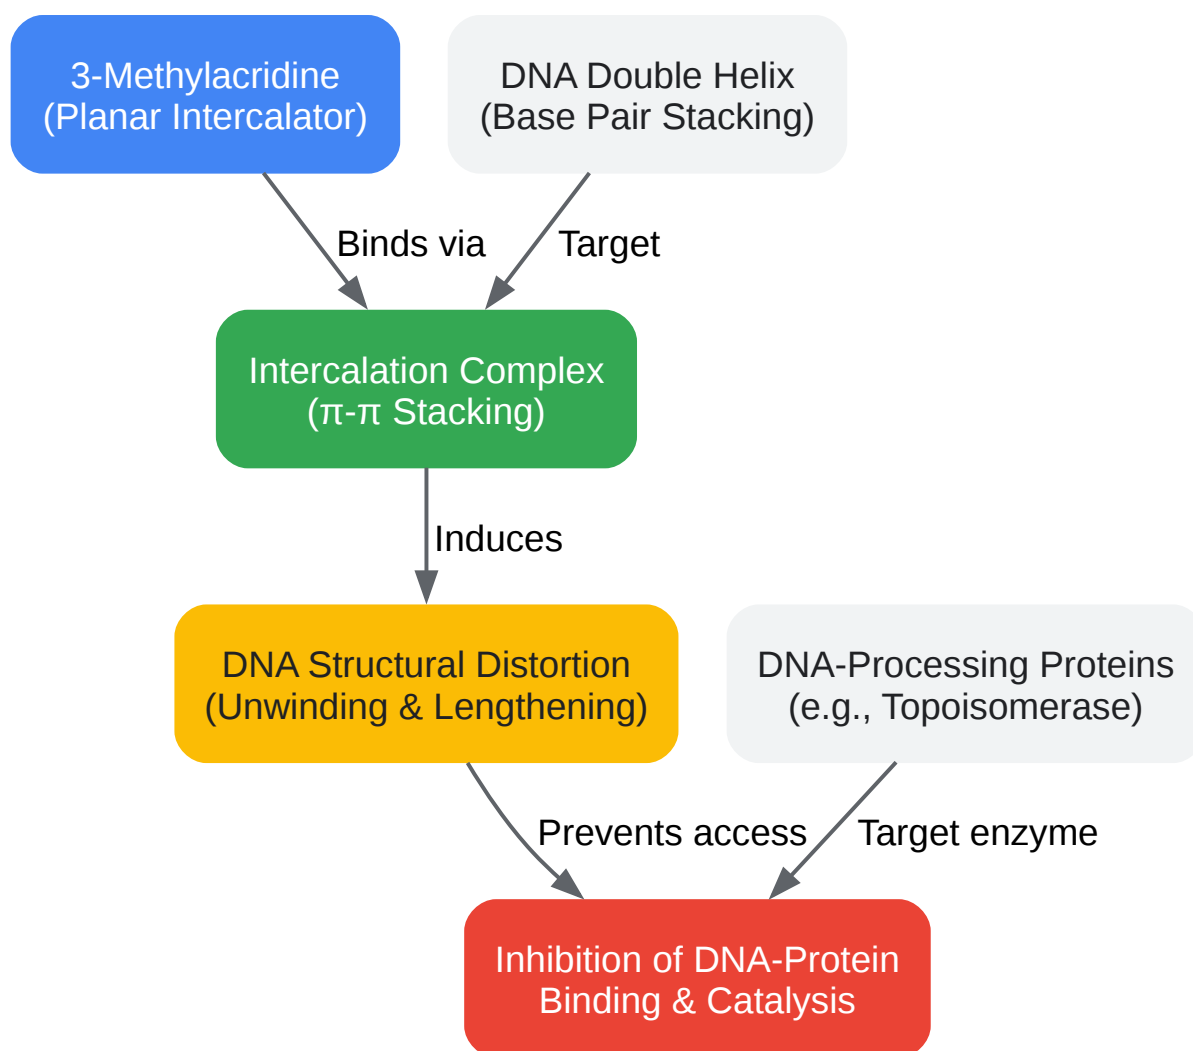 3-Methylacridine
(Planar Intercalator)
DNA Double Helix
(Base Pair Stacking)
Binds via
Target
Intercalation Complex
(π-π Stacking)
Induces
DNA Structural Distortion
(Unwinding & Lengthening)
DNA-Processing Proteins
(e.g., Topoisomerase)
Prevents access
Target enzyme
Inhibition of DNA-Protein
Binding & Catalysis